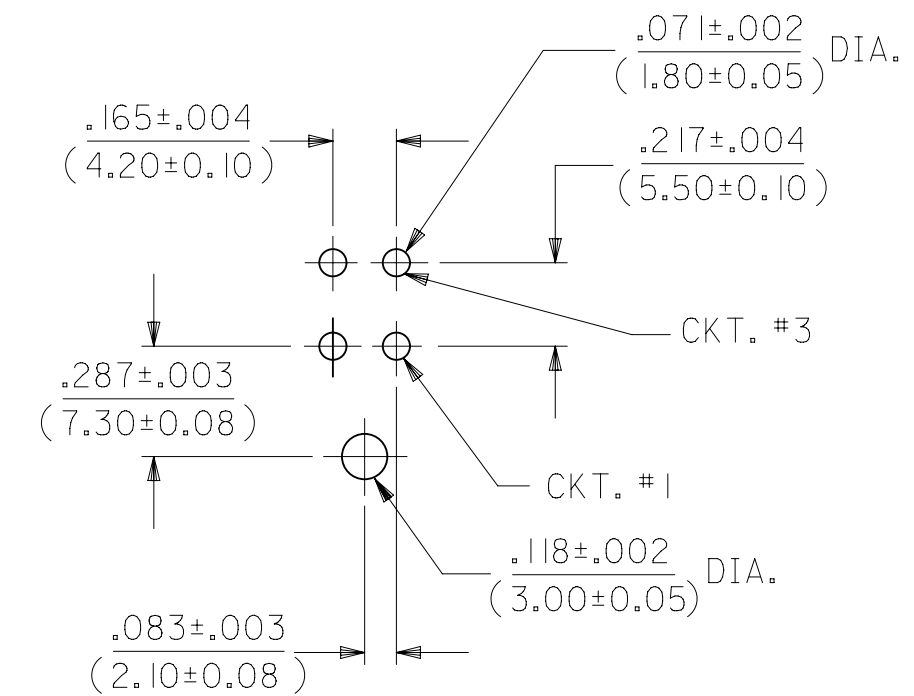 .071±.002
(1.80±0.05) DIA.
.165±.004
(4.20±0.10)
.217±.004
(5.50±0.10)
CKT. #3
.287±.003
(7.30±0.08)
CKT. #1
.118±.002
(3.00±0.05) DIA.
.083±.003
(2.10±0.08)